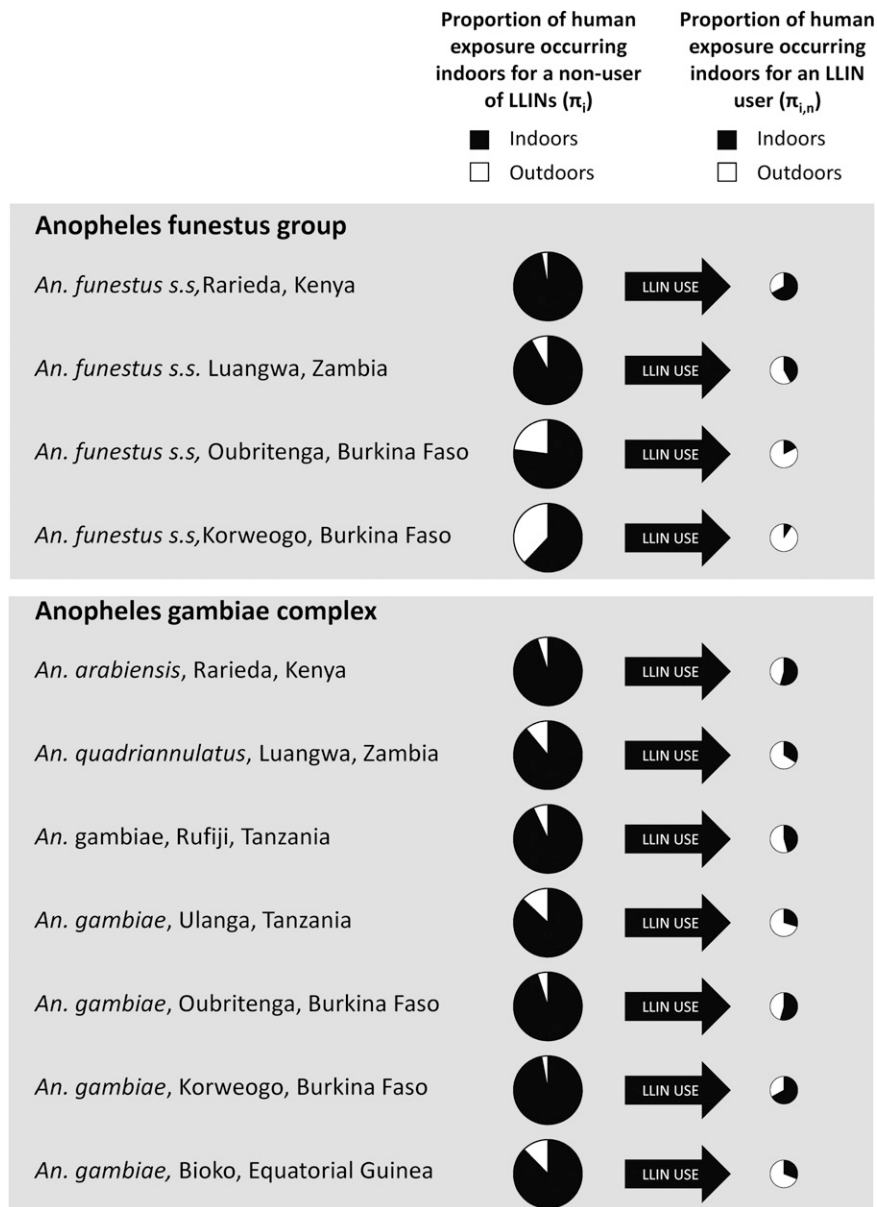 Proportion of human
exposure occurring
indoors for a non-user
of LLINs (πi)
Indoors
Outdoors
Proportion of human
exposure occurring
indoors for an LLIN
user (πi,n)
Indoors
Outdoors
Anopheles funestus group
An. funestus s.s,Rarieda, Kenya
LLIN USE
An. funestus s.s. Luangwa, Zambia
LLIN USE
An. funestus s.s, Oubritenga, Burkina Faso
LLIN USE
An. funestus s.s,Korweogo, Burkina Faso
LLIN USE
Anopheles gambiae complex
An. arabiensis, Rarieda, Kenya
LLIN USE
An. quadriannulatus, Luangwa, Zambia
LLIN USE
An. gambiae, Rufiji, Tanzania
LLIN USE
An. gambiae, Ulanga, Tanzania
LLIN USE
An. gambiae, Oubritenga, Burkina Faso
LLIN USE
An. gambiae, Korweogo, Burkina Faso
LLIN USE
An. gambiae, Bioko, Equatorial Guinea
LLIN USE